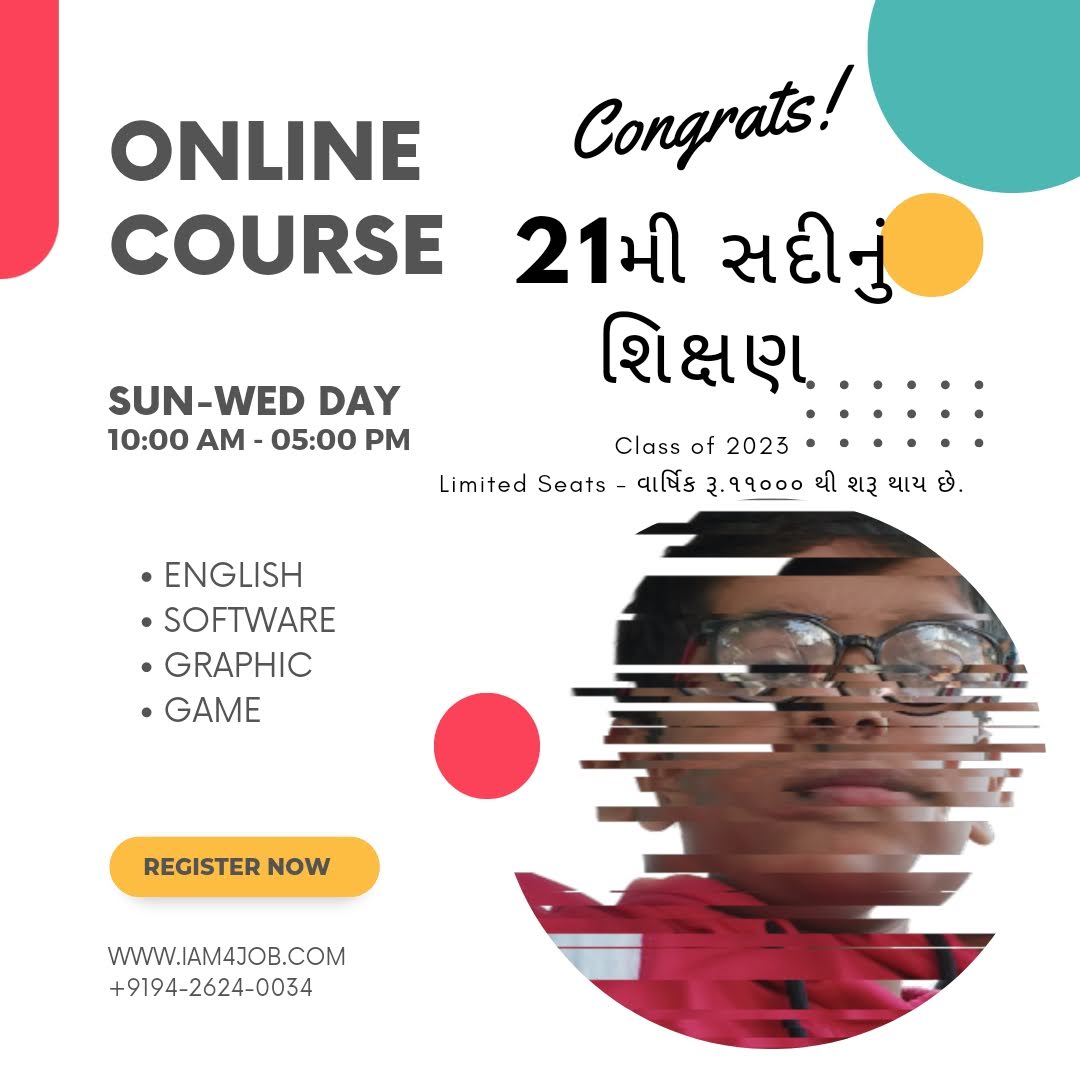 ONLINE
COURSE
Congrats!
21મી સદીનું
શિક્ષણ
SUN-WED DAY
10:00 AM - 05:00 PM
Class of 2023
Limited Seats - વાર્ષિક રૂ.૧૧૦૦૦ થી શરૂ થાય છે.
• ENGLISH
• SOFTWARE
• GRAPHIC
• GAME
REGISTER NOW
WWW.IAM4JOB.COM
+9194-2624-0034